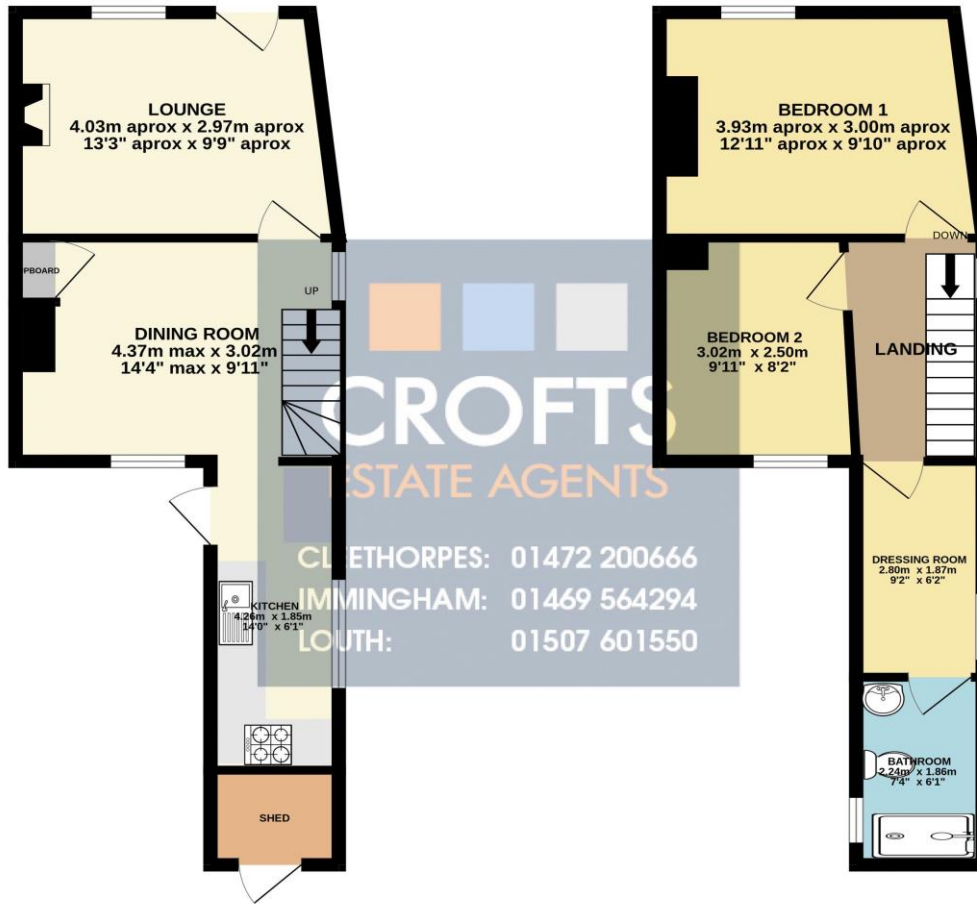 LOUNGE
4.03m aprox x 2.97m aprox
13'3" aprox x 9'9" aprox
PBOARD
UP
DINING ROOM
4.37m max x 3.02m
14'4" max x 9'11"
KITCHEN
4.26m x 1.85m
14'0" x 6'1"
SHED
BEDROOM 1
3.93m aprox x 3.00m aprox
12'11" aprox x 9'10" aprox
DOWN
BEDROOM 2
3.02m x 2.50m
9'11" x 8'2"
LANDING
DRESSING ROOM
2.80m x 1.87m
9'2" x 6'2"
BATHROOM
2.24m x 1.86m
7'4" x 6'1"
CROFTS
ESTATE AGENTS
CLEETHORPES: 01472 200666
IMMINGHAM: 01469 564294
LOUTH: 01507 601550